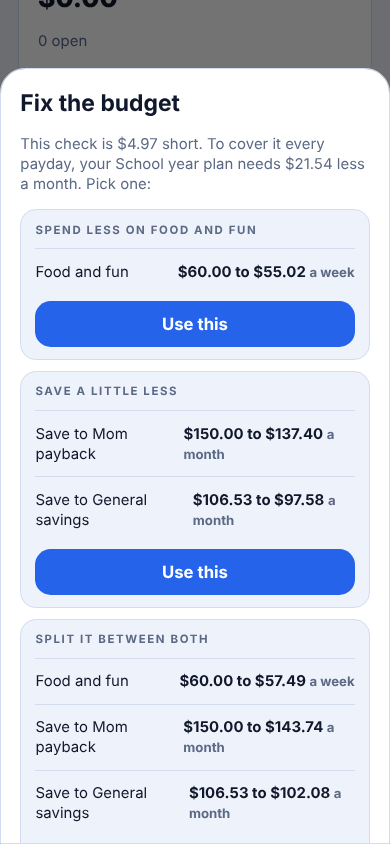 $0.00
0 open
Fix the budget
This check is $4.97 short. To cover it every
payday, your School year plan needs $21.54 less
a month. Pick one:
SPEND LESS ON FOOD AND FUN
Food and fun $60.00 to $55.02 a week
Use this
SAVE A LITTLE LESS
Save to Mom payback $150.00 to $137.40 a month
Save to General savings $106.53 to $97.58 a month
Use this
SPLIT IT BETWEEN BOTH
Food and fun $60.00 to $57.49 a week
Save to Mom payback $150.00 to $143.74 a month
Save to General savings $106.53 to $102.08 a month